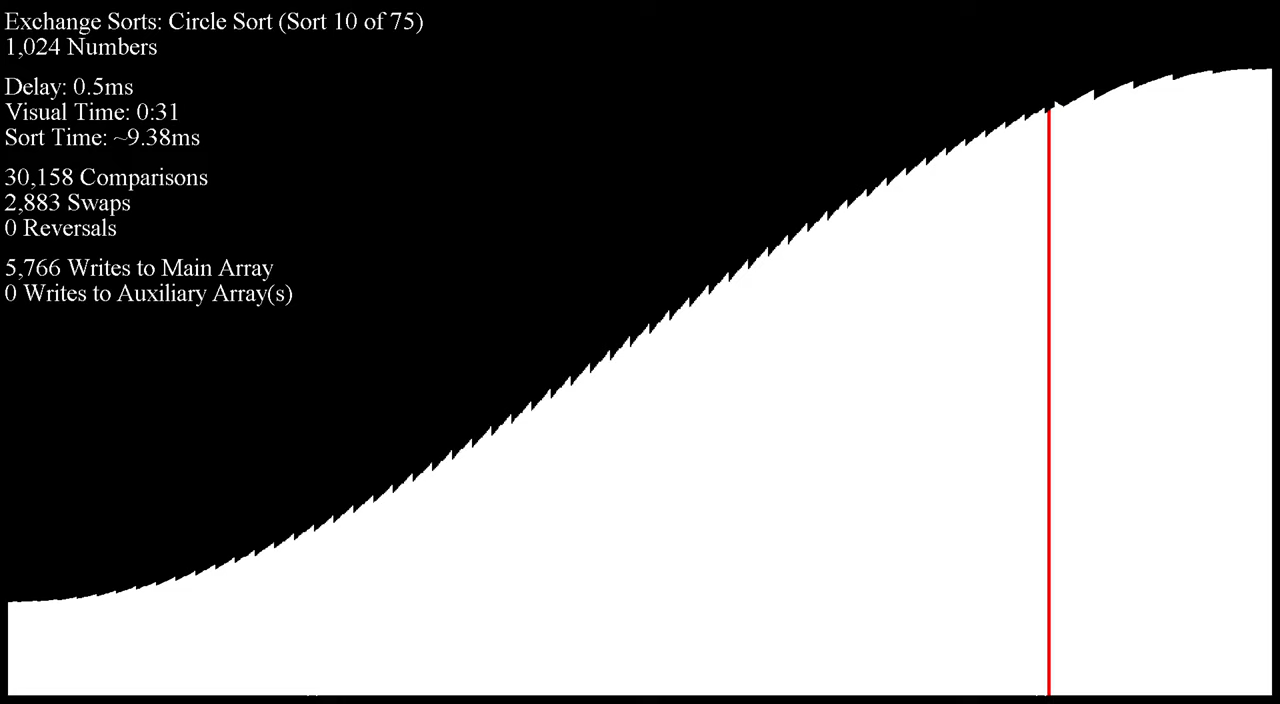 Exchange Sorts: Circle Sort (Sort 10 of 75)
1,024 Numbers
Delay: 0.5ms
Visual Time: 0:31
Sort Time: ~9.38ms
30,158 Comparisons
2,883 Swaps
0 Reversals
5,766 Writes to Main Array
0 Writes to Auxiliary Array(s)